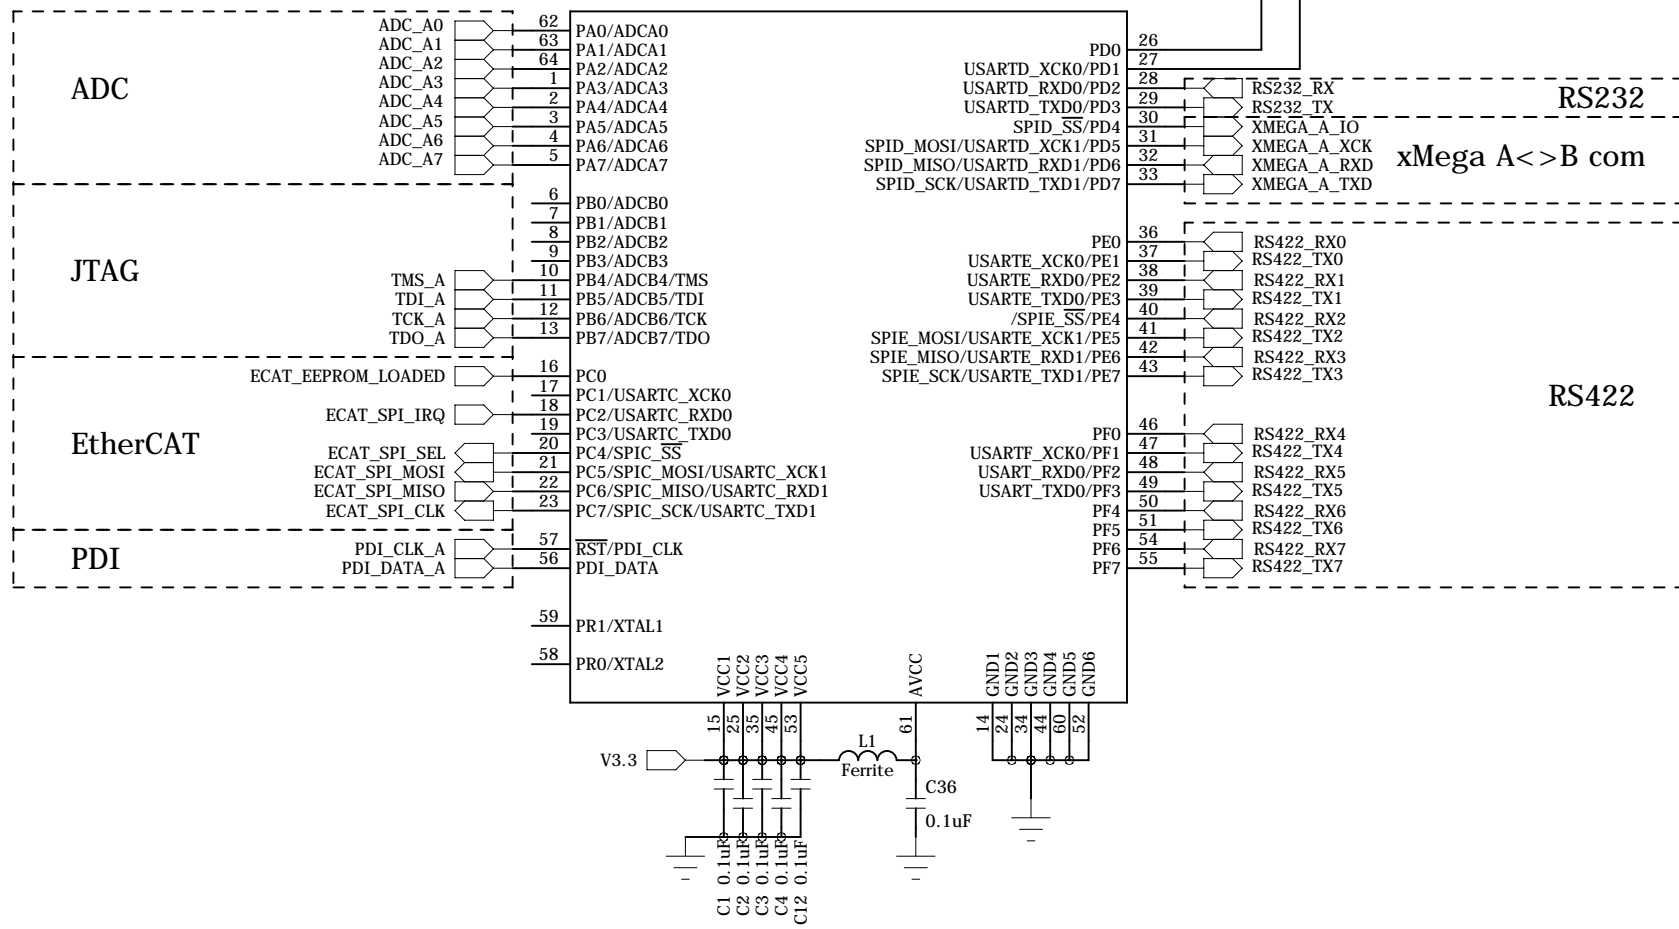 ADC
ADC_A0 62 PA0/ADCA0
ADC_A1 63 PA1/ADCA1
ADC_A2 64 PA2/ADCA2
ADC_A3 1 PA3/ADCA3
ADC_A4 2 PA4/ADCA4
ADC_A5 3 PA5/ADCA5
ADC_A6 4 PA6/ADCA6
ADC_A7 5 PA7/ADCA7
JTAG
6 PB0/ADCB0
7 PB1/ADCB1
8 PB2/ADCB2
9 PB3/ADCB3
TMS_A 10 PB4/ADCB4/TMS
TDI_A 11 PB5/ADCB5/TDI
TCK_A 12 PB6/ADCB6/TCK
TDO_A 13 PB7/ADCB7/TDO
EtherCAT
ECAT_EEPROM_LOADED 16 PC0
17 PC1/USARTC_XCK0
ECAT_SPI_IRQ 18 PC2/USARTC_RXD0
19 PC3/USARTC_TXD0
ECAT_SPI_SEL 20 PC4/SPIC_SS
ECAT_SPI_MOSI 21 PC5/SPIC_MOSI/USARTC_XCK1
ECAT_SPI_MISO 22 PC6/SPIC_MISO/USARTC_RXD1
ECAT_SPI_CLK 23 PC7/SPIC_SCK/USARTC_TXD1
PDI
PDI_CLK_A 57 RST/PDI_CLK
PDI_DATA_A 56 PDI_DATA
59 PR1/XTAL1
58 PR0/XTAL2
PD0 26
USARTD_XCK0/PD1 27
USARTD_RXD0/PD2 28 RS232_RX
USARTD_TXD0/PD3 29 RS232_TX
RS232
SPID_SS/PD4 30 XMEGA_A_IO
SPID_MOSI/USARTD_XCK1/PD5 31 XMEGA_A_XCK
SPID_MISO/USARTD_RXD1/PD6 32 XMEGA_A_RXD
SPID_SCK/USARTD_TXD1/PD7 33 XMEGA_A_TXD
xMega A<>B com
PE0 36 RS422_RX0
USARTE_XCK0/PE1 37 RS422_TX0
USARTE_RXD0/PE2 38 RS422_RX1
USARTE_TXD0/PE3 39 RS422_TX1
/SPIE_SS/PE4 40 RS422_RX2
SPIE_MOSI/USARTE_XCK1/PE5 41 RS422_TX2
SPIE_MISO/USARTE_RXD1/PE6 42 RS422_RX3
SPIE_SCK/USARTE_TXD1/PE7 43 RS422_TX3
RS422
PF0 46 RS422_RX4
USARTF_XCK0/PF1 47 RS422_TX4
USART_RXD0/PF2 48 RS422_RX5
USART_TXD0/PF3 49 RS422_TX5
PF4 50 RS422_RX6
PF5 51 RS422_TX6
PF6 54 RS422_RX7
PF7 55 RS422_TX7
VCC1 15
VCC2 25
VCC3 35
VCC4 45
VCC5 53
AVCC 61
GND1 14
GND2 24
GND3 34
GND4 44
GND5 60
GND6 52
V3.3
L1
Ferrite
C36
0.1uF
C1 0.1uF
C2 0.1uF
C3 0.1uF
C4 0.1uF
C12 0.1uF